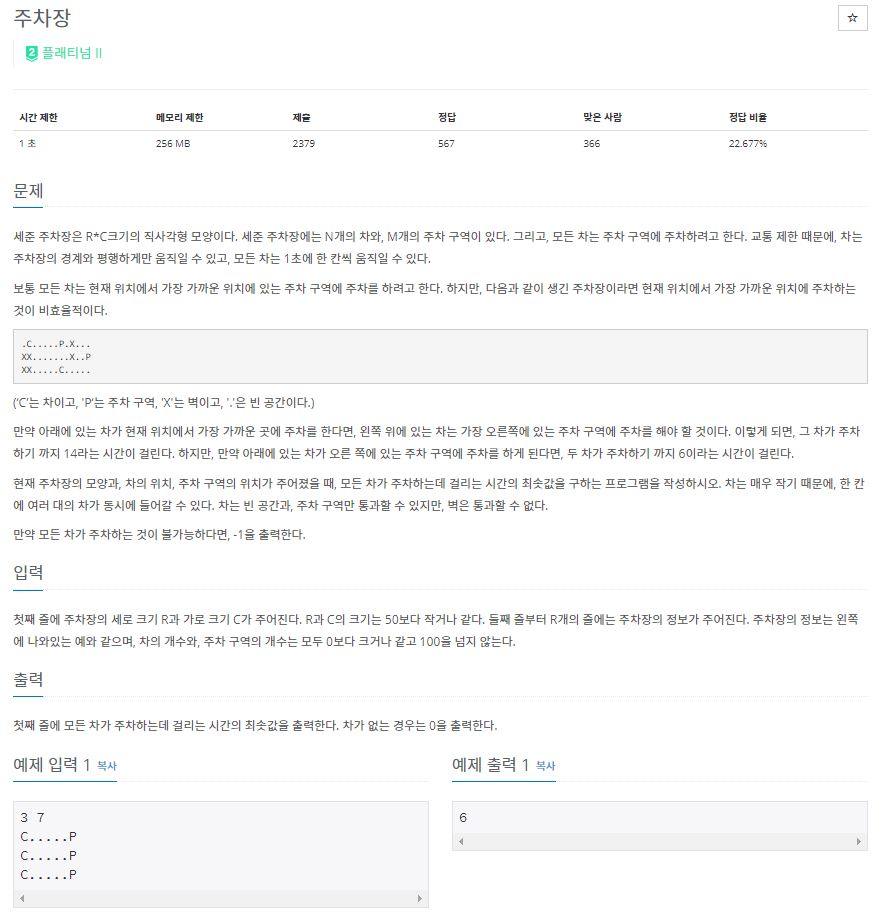 주차장
☆
2 플래티넘 II
시간 제한 메모리 제한 제출 정답 맞은 사람 정답 비율
1 초 256 MB 2379 567 366 22.677%
문제
세준 주차장은 R*C크기의 직사각형 모양이다. 세준 주차장에는 N개의 차와, M개의 주차 구역이 있다. 그리고, 모든 차는 주차 구역에 주차하려고 한다. 교통 제한 때문에, 차는
주차장의 경계와 평행하게만 움직일 수 있고, 모든 차는 1초에 한 칸씩 움직일 수 있다.
보통 모든 차는 현재 위치에서 가장 가까운 위치에 있는 주차 구역에 주차를 하려고 한다. 하지만, 다음과 같이 생긴 주차장이라면 현재 위치에서 가장 가까운 위치에 주차하는
것이 비효율적이다.
.C.....P.X...
XX.......X..P
XX.....C.....
('C'는 차이고, 'P'는 주차 구역, 'X'는 벽이고, '.'은 빈 공간이다.)
만약 아래에 있는 차가 현재 위치에서 가장 가까운 곳에 주차를 한다면, 왼쪽 위에 있는 차는 가장 오른쪽에 있는 주차 구역에 주차를 해야 할 것이다. 이렇게 되면, 그 차가 주차
하기 까지 14라는 시간이 걸린다. 하지만, 만약 아래에 있는 차가 오른 쪽에 있는 주차 구역에 주차를 하게 된다면, 두 차가 주차하기 까지 6이라는 시간이 걸린다.
현재 주차장의 모양과, 차의 위치, 주차 구역의 위치가 주어졌을 때, 모든 차가 주차하는데 걸리는 시간의 최솟값을 구하는 프로그램을 작성하시오. 차는 매우 작기 때문에, 한 칸
에 여러 대의 차가 동시에 들어갈 수 있다. 차는 빈 공간과, 주차 구역만 통과할 수 있지만, 벽은 통과할 수 없다.
만약 모든 차가 주차하는 것이 불가능하다면, -1을 출력한다.
입력
첫째 줄에 주차장의 세로 크기 R과 가로 크기 C가 주어진다. R과 C의 크기는 50보다 작거나 같다. 둘째 줄부터 R개의 줄에는 주차장의 정보가 주어진다. 주차장의 정보는 왼쪽
에 나와있는 예와 같으며, 차의 개수와, 주차 구역의 개수는 모두 0보다 크거나 같고 100을 넘지 않는다.
출력
첫째 줄에 모든 차가 주차하는데 걸리는 시간의 최솟값을 출력한다. 차가 없는 경우는 0을 출력한다.
예제 입력 1 복사
3 7
C.....P
C.....P
C.....P
예제 출력 1 복사
6